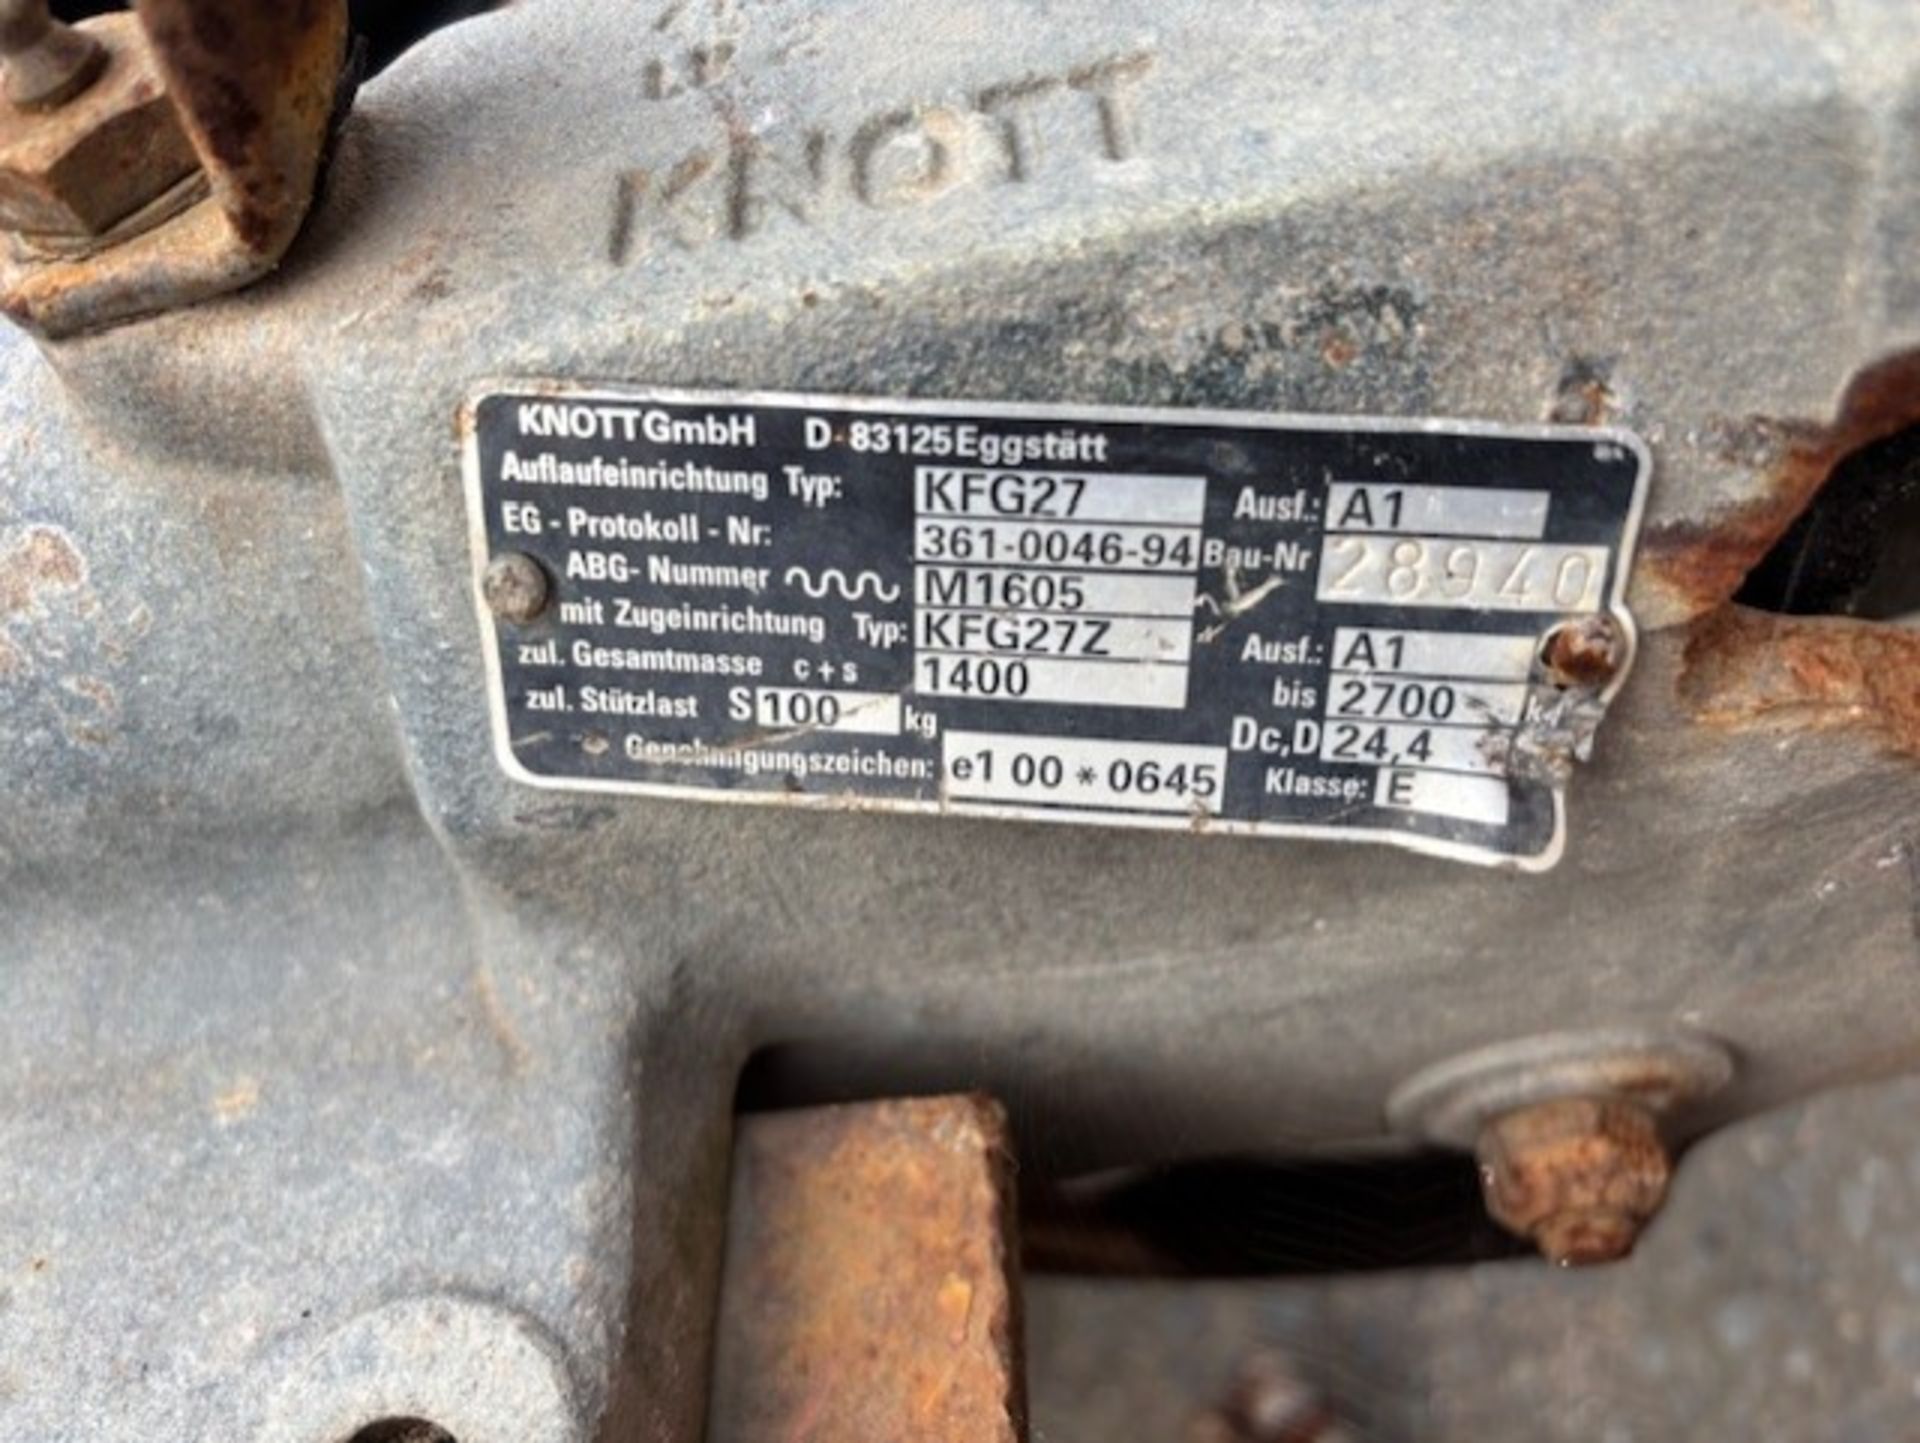 KNOTT
KNOTT GmbH D-83125 Eggstätt
Auflaufeinrichtung Typ: KFG27 Ausf.: A1
EG-Protokoll-Nr: 361-0046-94 Bau-Nr 28940
ABG-Nummer M1605
mit Zugeinrichtung Typ: KFG27Z Ausf.: A1
zul. Gesamtmasse c+s 1400 bis 2700 kg
zul. Stützlast S 100 kg Dc,D 24,4
Genehmigungszeichen: e1 00*0645 Klasse: E